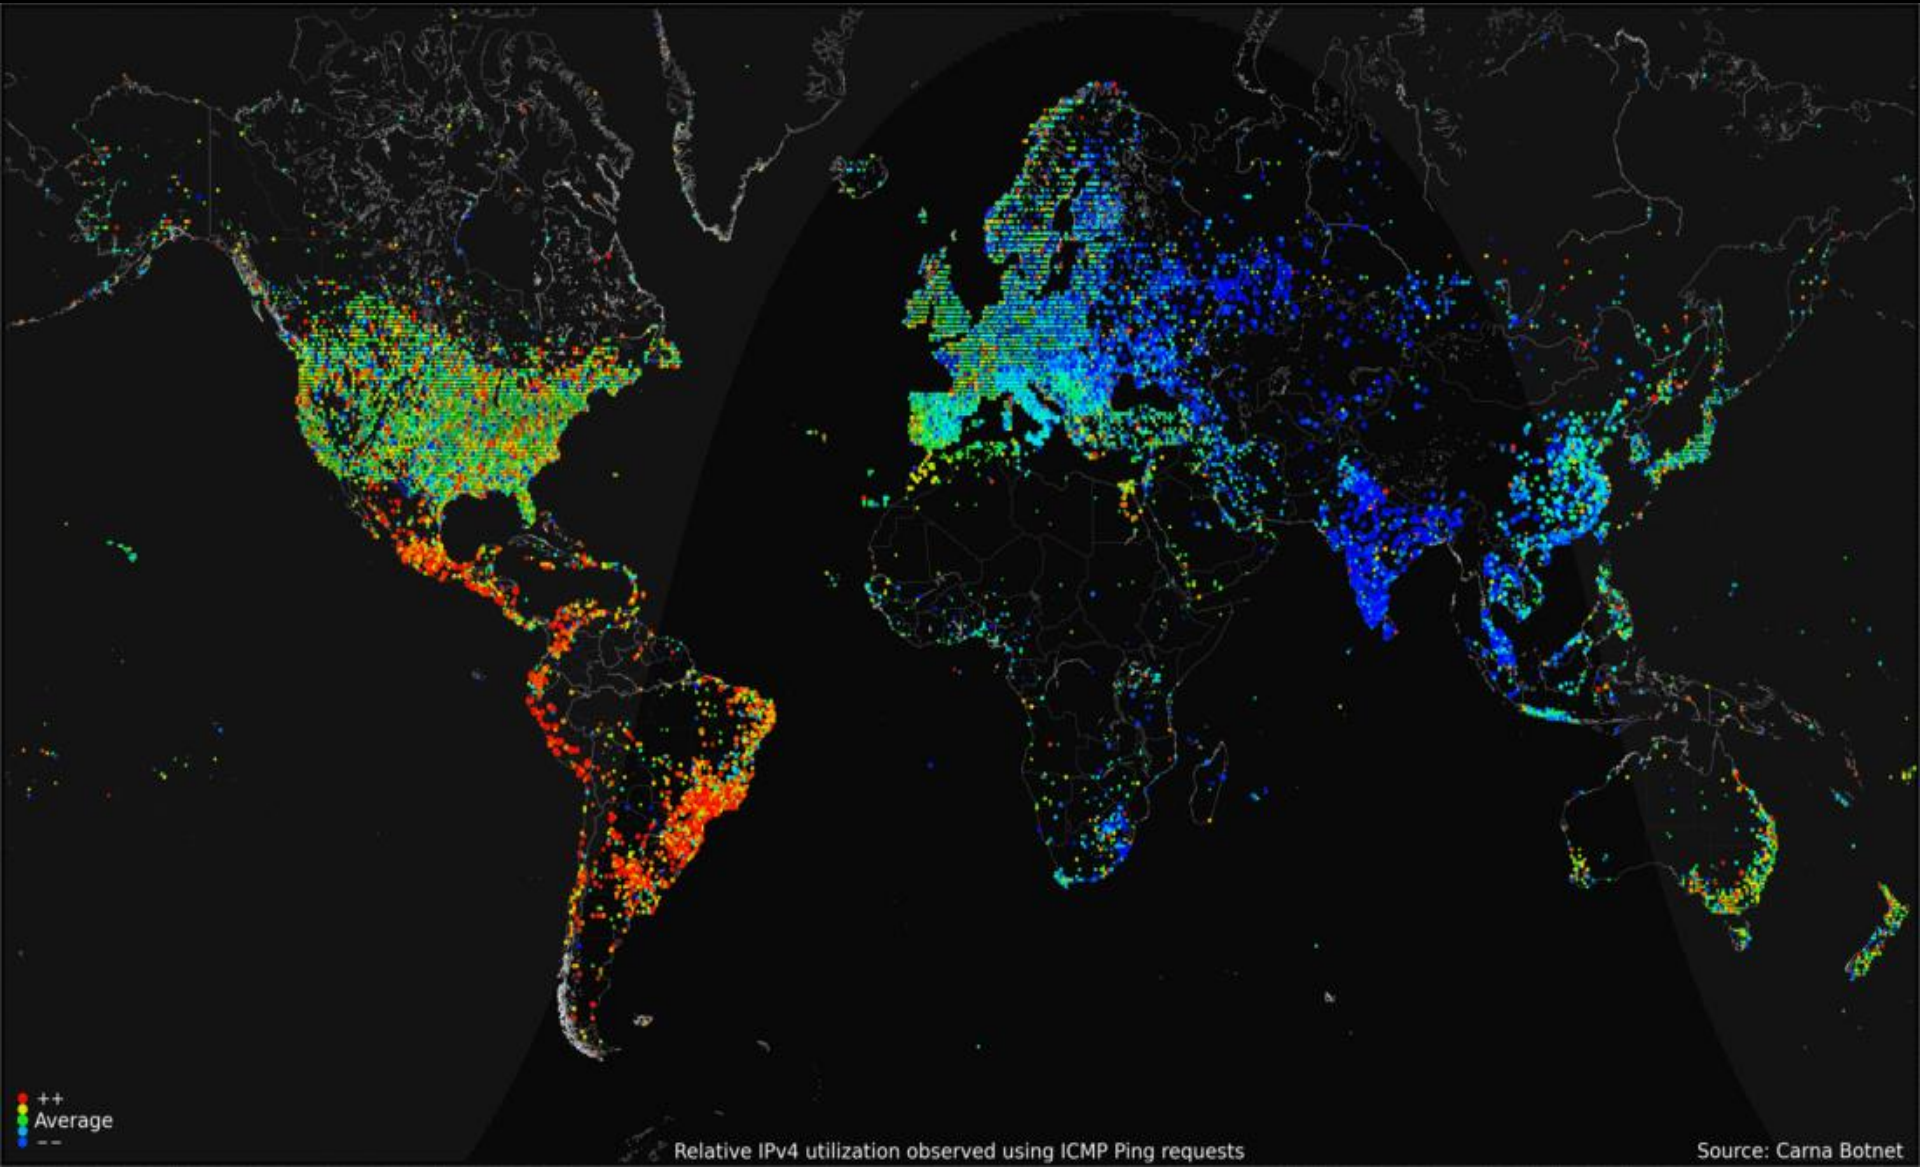 ++
Average
--
Relative IPv4 utilization observed using ICMP Ping requests
Source: Carna Botnet